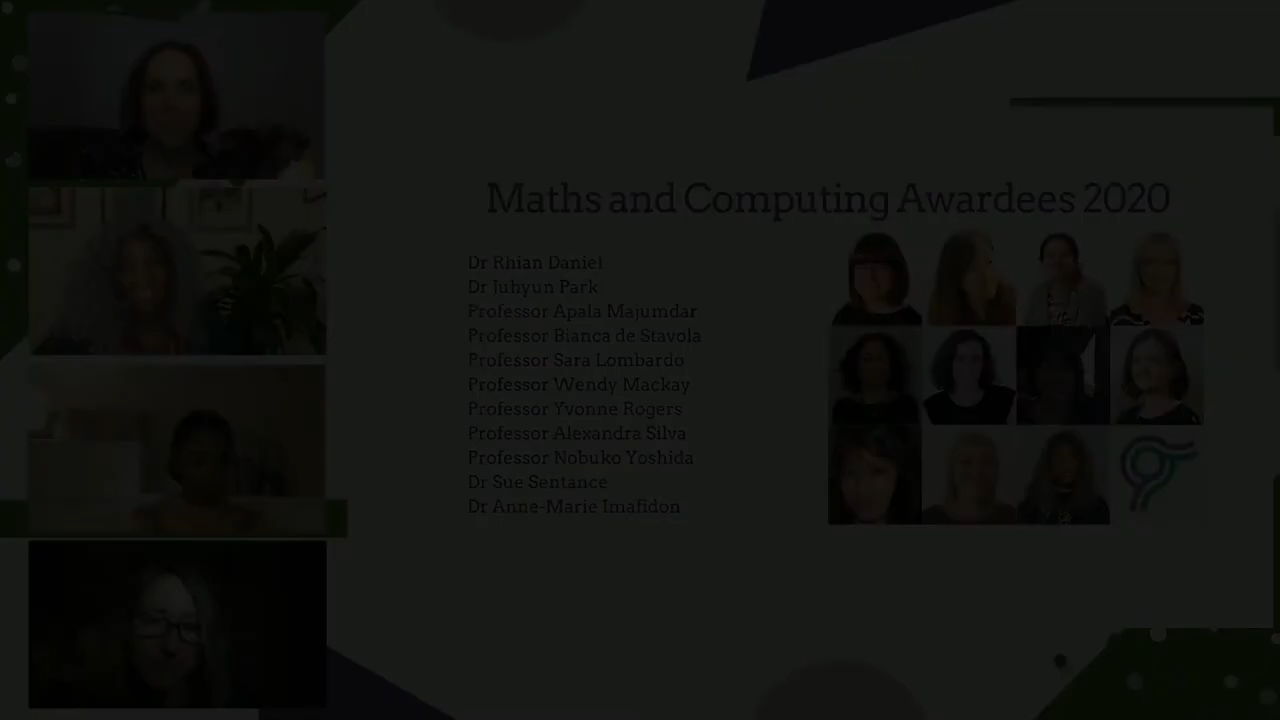 Maths and Computing Awardees 2020
Dr Rhian Daniel
Dr Juhyun Park
Professor Apala Majumdar
Professor Bianca de Stavola
Professor Sara Lombardo
Professor Wendy Mackay
Professor Yvonne Rogers
Professor Alexandra Silva
Professor Nobuko Yoshida
Dr Sue Sentance
Dr Anne-Marie Imafidon